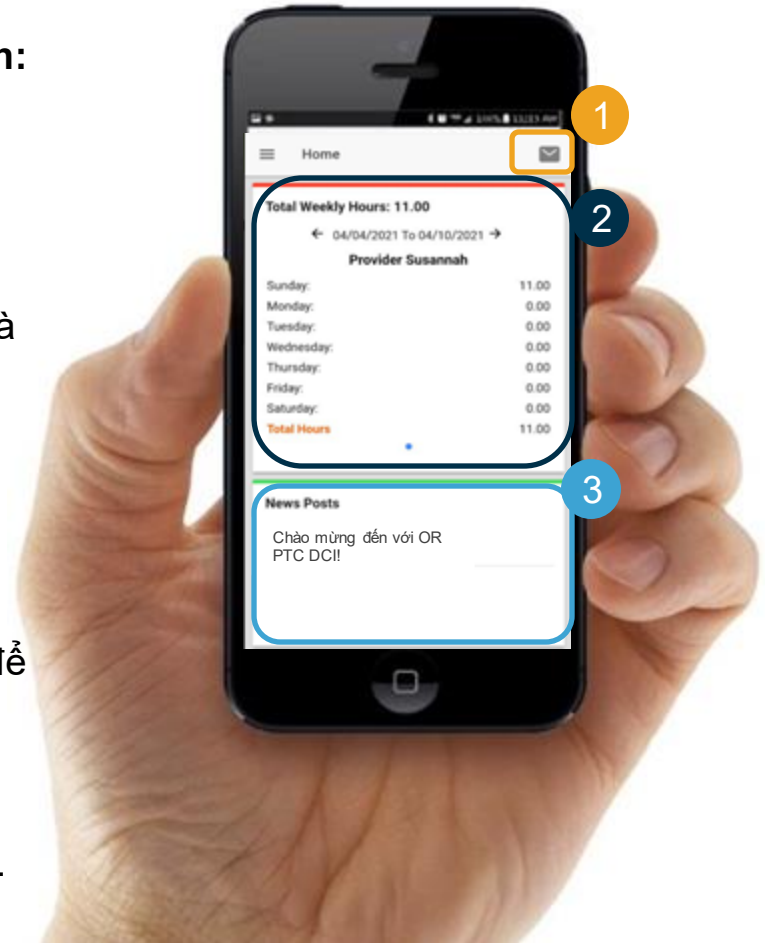 n:
1
Home
2
Total Weekly Hours: 11.00
04/04/2021 To 04/10/2021
Provider Susannah
Sunday: 11.00
Monday: 0.00
Tuesday: 0.00
à
Wednesday: 0.00
Thursday: 0.00
Friday: 0.00
Saturday: 0.00
Total Hours 11.00
3
News Posts
Chào mừng đến với OR
PTC DCI!
để
.